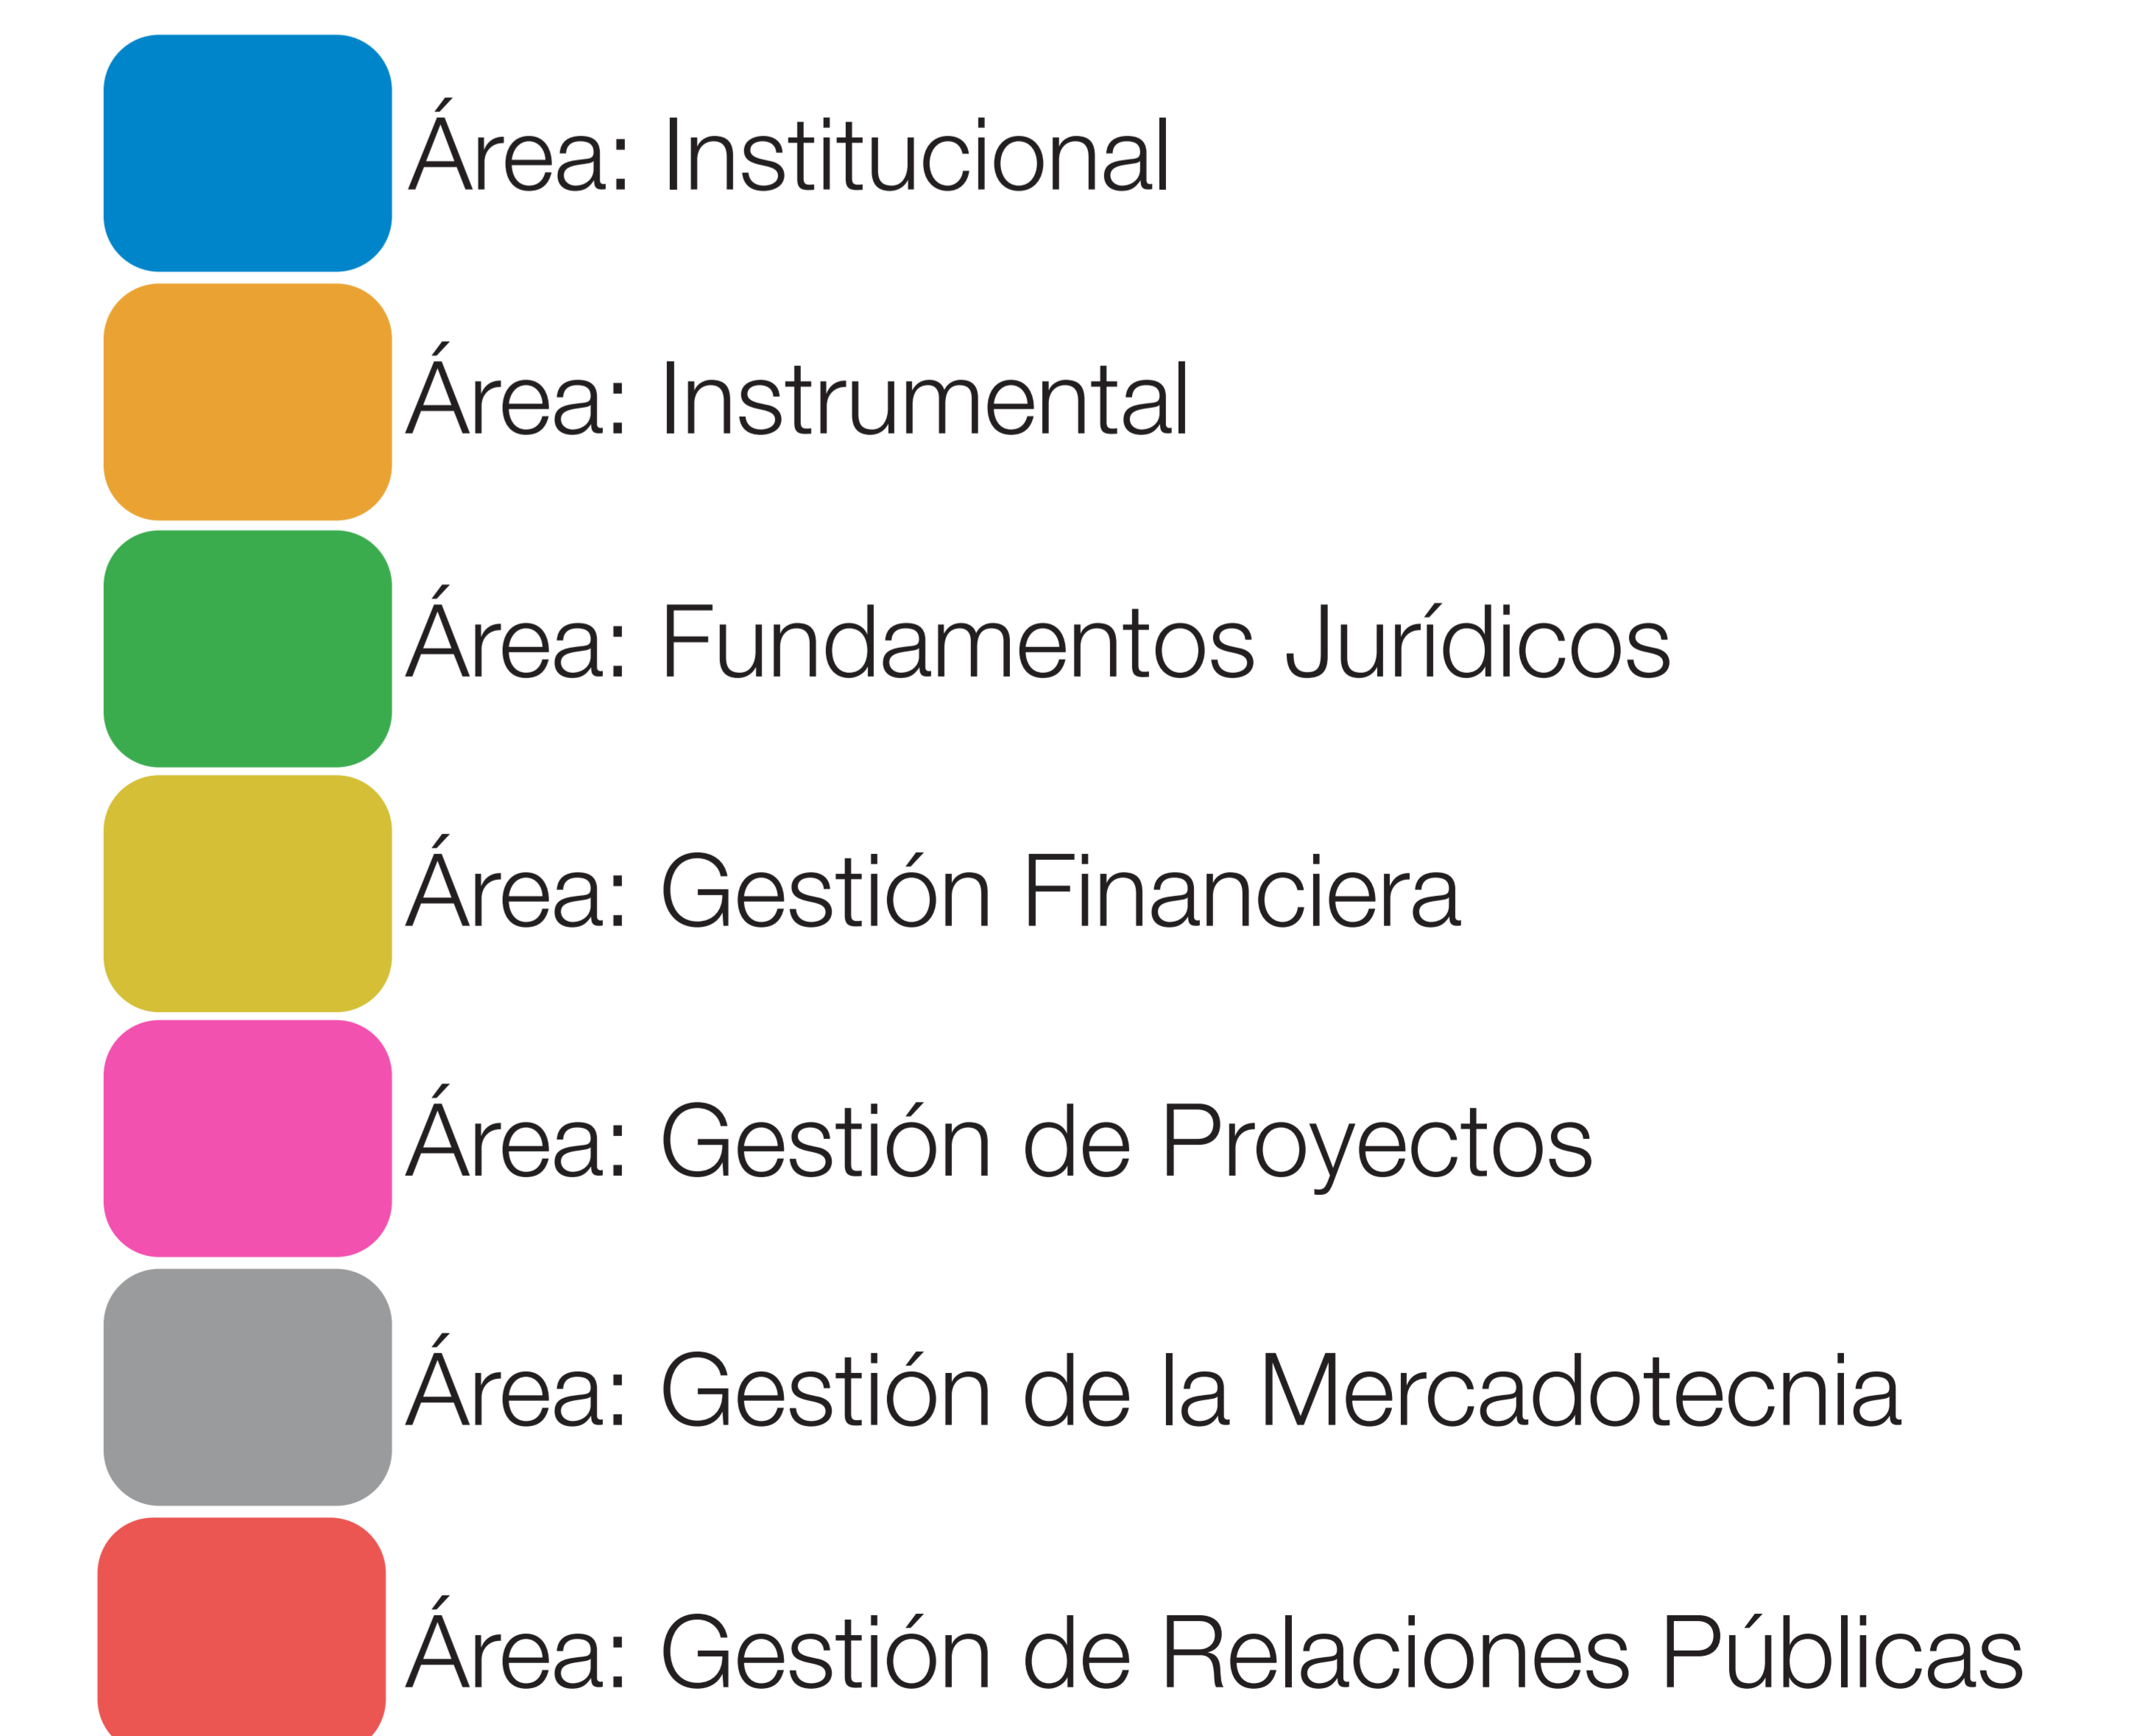 Área: Institucional
Área: Instrumental
Área: Fundamentos Jurídicos
Área: Gestión Financiera
Área: Gestión de Proyectos
Área: Gestión de la Mercadotecnia
Área: Gestión de Relaciones Públicas